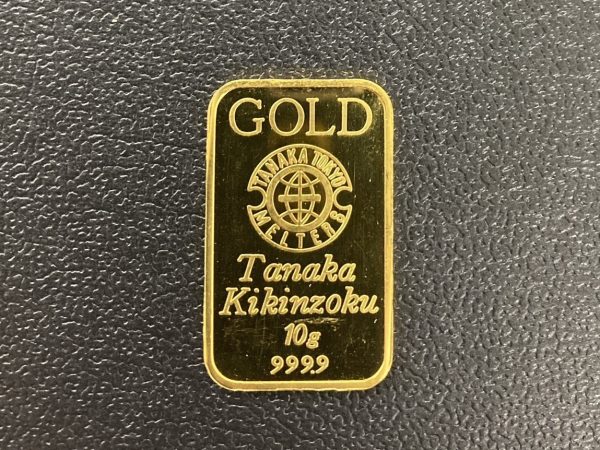 GOLD
TANAKA TOKYO
MELTERS
Tanaka
Kikinzoku
10g
999.9